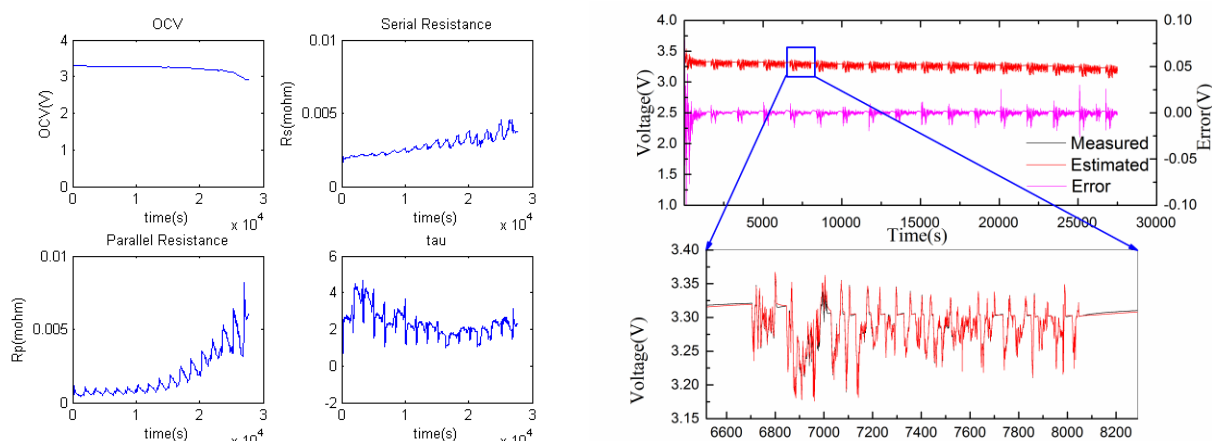 OCV
OCV(V)
4
3
2
1
0
0 1 2 3
time(s)
x 10^4
Serial Resistance
Rs(mohm)
0.01
0.005
0
0 1 2 3
time(s)
x 10^4
Parallel Resistance
Rp(mohm)
0.01
0.005
0
0 1 2 3
time(s)
x 10^4
tau
6
4
2
0
-2
0 1 2 3
time(s)
x 10^4
Voltage(V)
4.0
3.5
3.0
2.5
2.0
1.5
1.0
0.10
0.05
0.00
-0.05
-0.10
Error(V)
Measured
Estimated
Error
5000 10000 15000 20000 25000 30000
Time(s)
Voltage(V)
3.40
3.35
3.30
3.25
3.20
3.15
6600 6800 7000 7200 7400 7600 7800 8000 8200